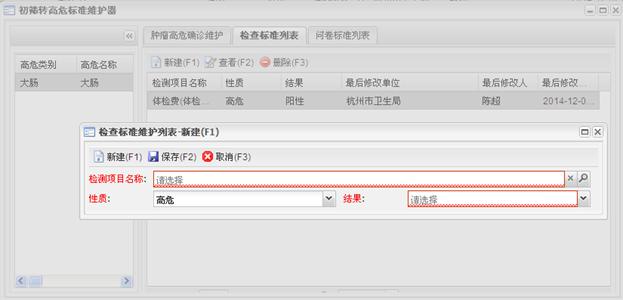 初筛转高危标准维护器
肿瘤高危确诊维护 检查标准列表 问卷标准列表
高危类别 高危名称
大肠 大肠
新建(F1) 查看(F2) 删除(F3)
检测项目名称 性质 结果 最后修改单位 最后修改人 最后修改...
体检费(体检... 高危 阳性 杭州市卫生局 陈超 2014-12-0...
检查标准维护列表-新建(F1)
新建(F1) 保存(F2) 取消(F3)
检测项目名称: 请选择
性质: 高危 结果: 请选择